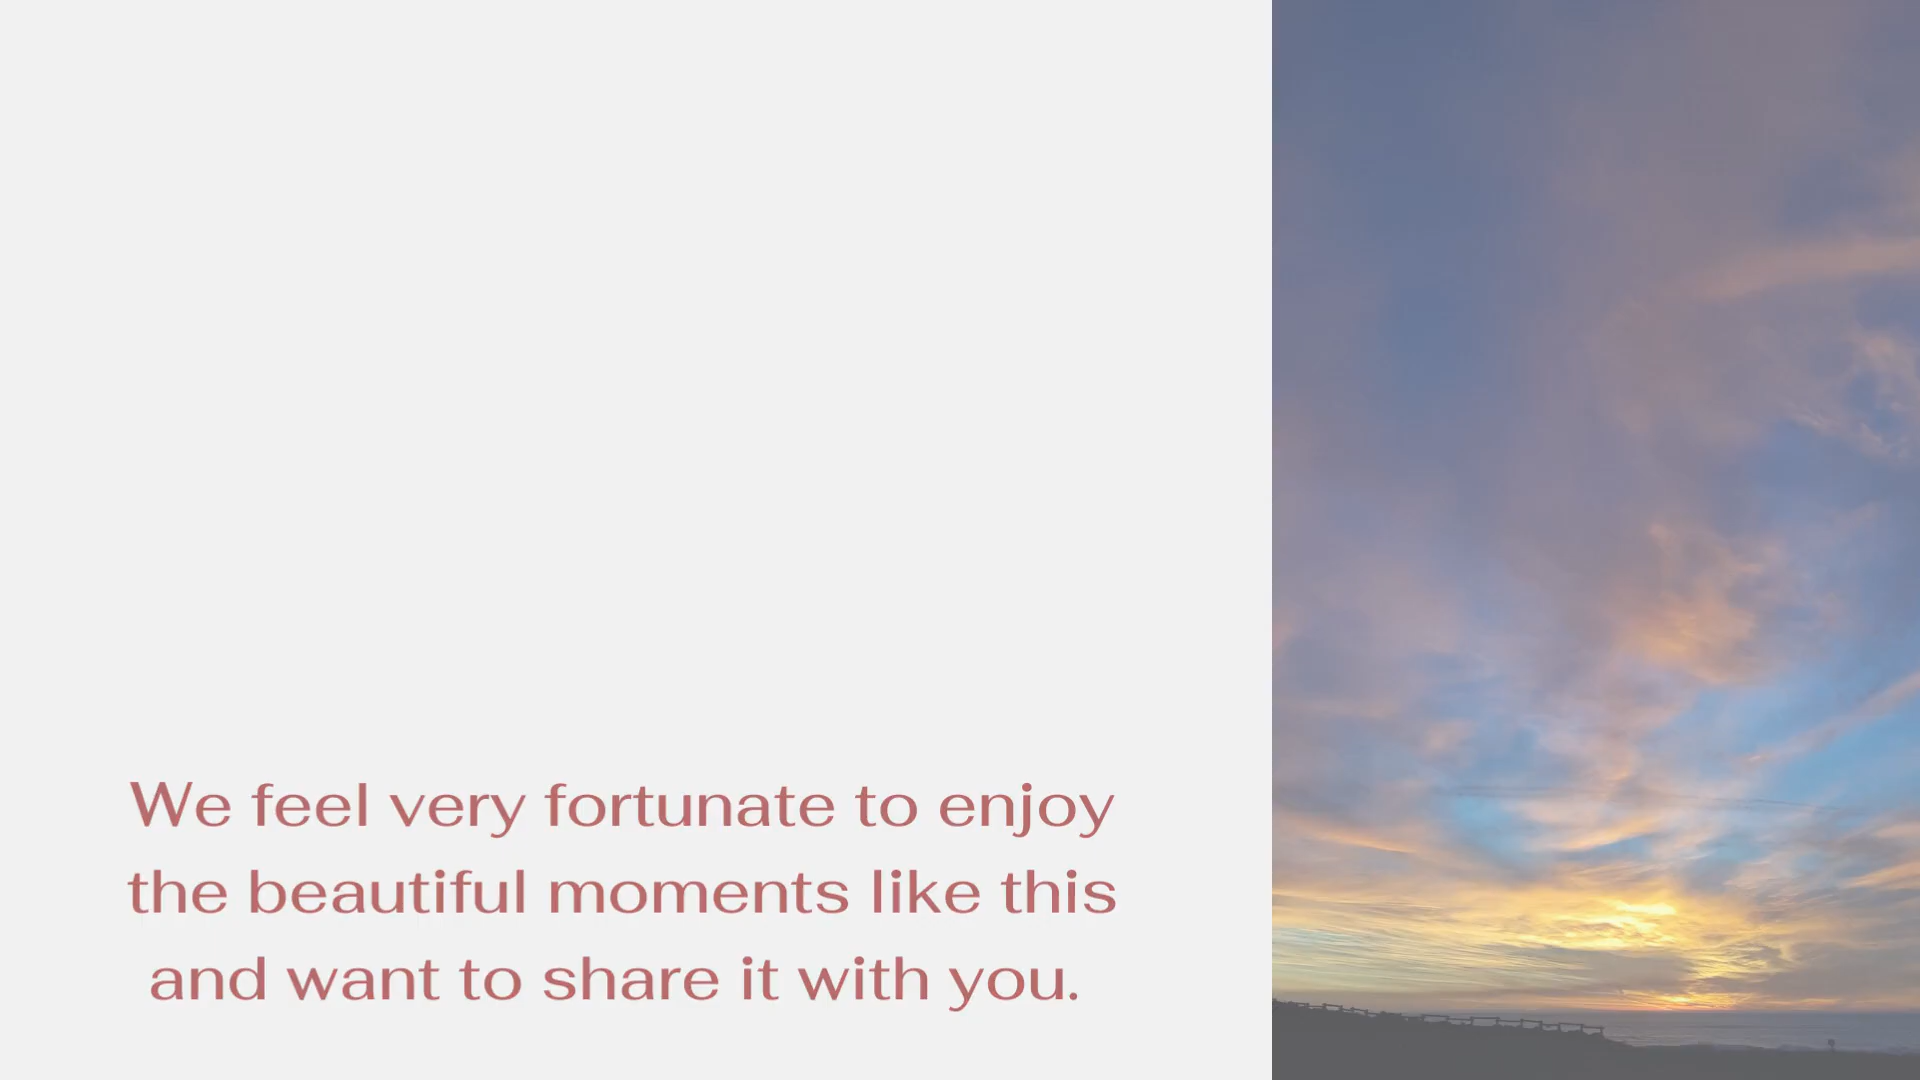 We feel very fortunate to enjoy
the beautiful moments like this
and want to share it with you.